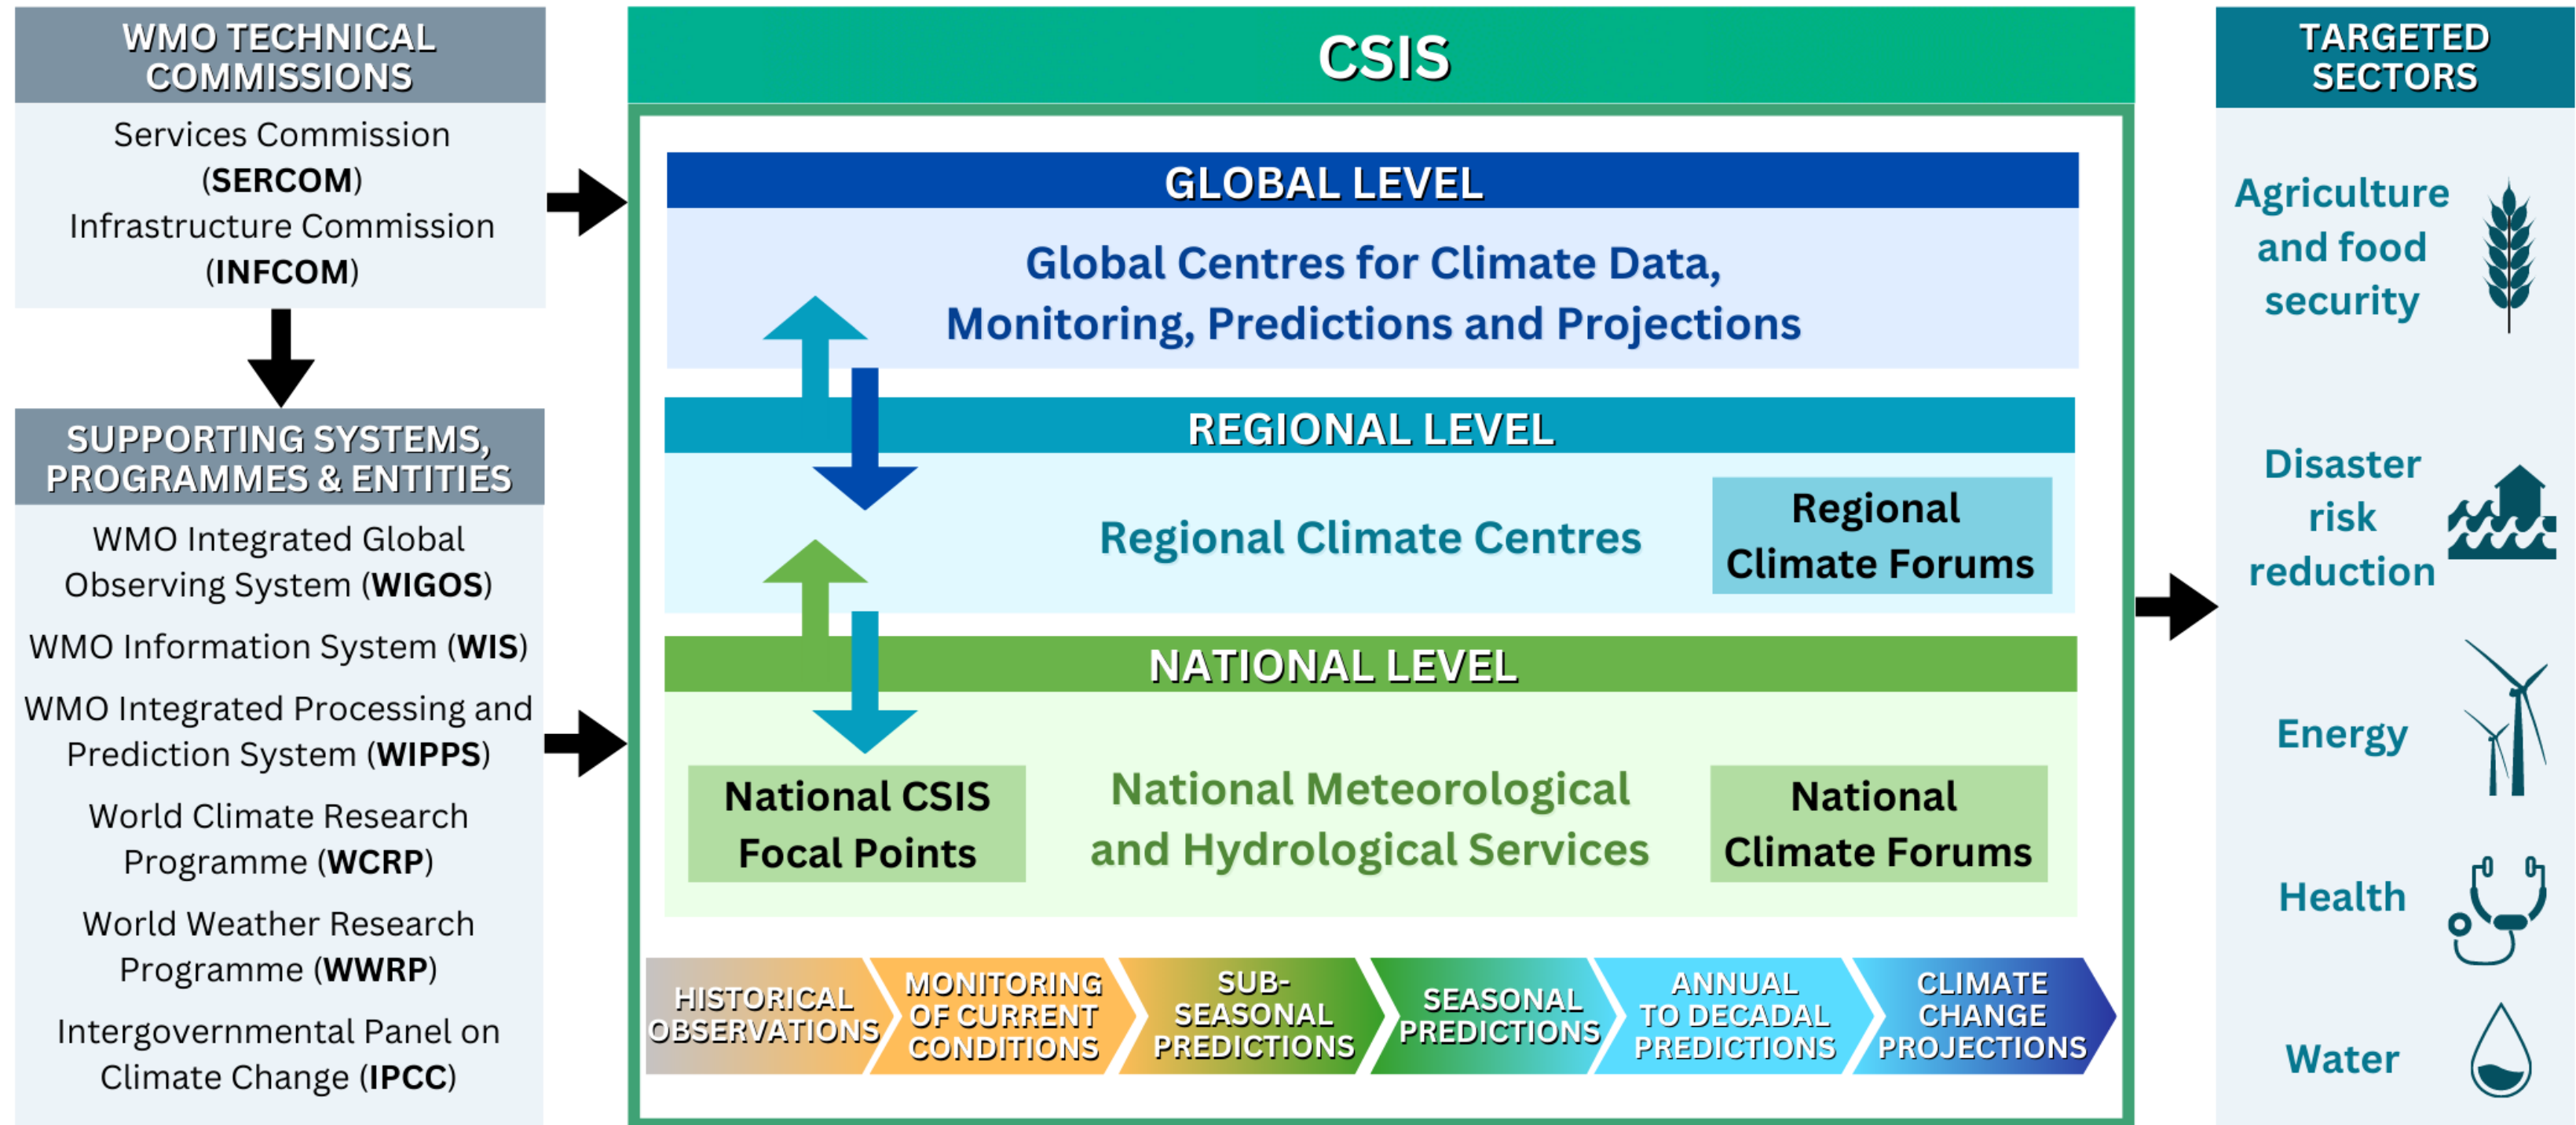 WMO TECHNICAL
COMMISSIONS
Services Commission
(SERCOM)
Infrastructure Commission
(INFCOM)
SUPPORTING SYSTEMS,
PROGRAMMES & ENTITIES
WMO Integrated Global
Observing System (WIGOS)
WMO Information System (WIS)
WMO Integrated Processing and
Prediction System (WIPPS)
World Climate Research
Programme (WCRP)
World Weather Research
Programme (WWRP)
Intergovernmental Panel on
Climate Change (IPCC)
CSIS
GLOBAL LEVEL
Global Centres for Climate Data,
Monitoring, Predictions and Projections
REGIONAL LEVEL
Regional Climate Centres
Regional
Climate Forums
NATIONAL LEVEL
National CSIS
Focal Points
National Meteorological
and Hydrological Services
National
Climate Forums
HISTORICAL
OBSERVATIONS
MONITORING
OF CURRENT
CONDITIONS
SUB-
SEASONAL
PREDICTIONS
SEASONAL
PREDICTIONS
ANNUAL
TO DECADAL
PREDICTIONS
CLIMATE
CHANGE
PROJECTIONS
TARGETED
SECTORS
Agriculture
and food
security
Disaster
risk
reduction
Energy
Health
Water